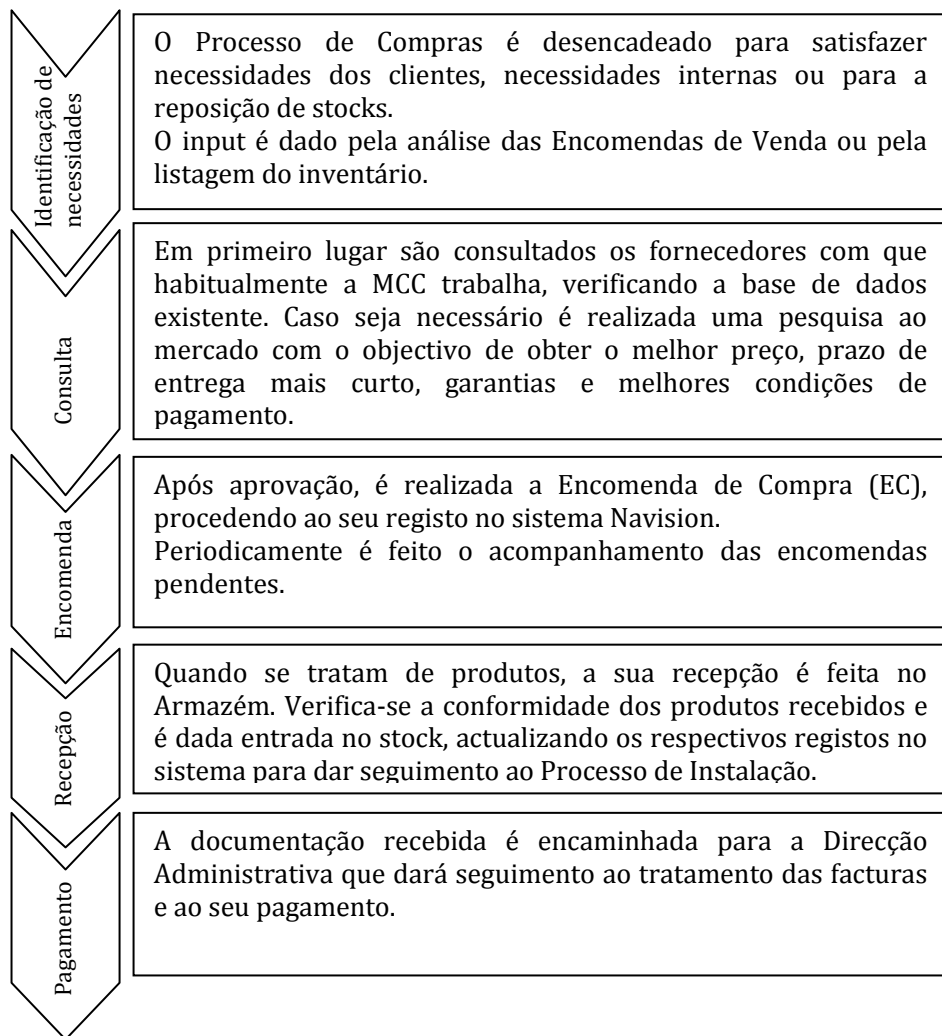 Identificação de
necessidades
O Processo de Compras é desencadeado para satisfazer
necessidades dos clientes, necessidades internas ou para a
reposição de stocks.
O input é dado pela análise das Encomendas de Venda ou pela
listagem do inventário.
Consulta
Em primeiro lugar são consultados os fornecedores com que
habitualmente a MCC trabalha, verificando a base de dados
existente. Caso seja necessário é realizada uma pesquisa ao
mercado com o objectivo de obter o melhor preço, prazo de
entrega mais curto, garantias e melhores condições de
pagamento.
Encomenda
Após aprovação, é realizada a Encomenda de Compra (EC),
procedendo ao seu registo no sistema Navision.
Periodicamente é feito o acompanhamento das encomendas
pendentes.
Recepção
Quando se tratam de produtos, a sua recepção é feita no
Armazém. Verifica-se a conformidade dos produtos recebidos e
é dada entrada no stock, actualizando os respectivos registos no
sistema para dar seguimento ao Processo de Instalação.
Pagamento
A documentação recebida é encaminhada para a Direcção
Administrativa que dará seguimento ao tratamento das facturas
e ao seu pagamento.